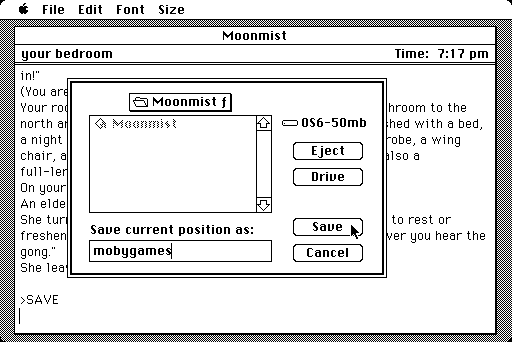 File Edit Font Size
Moonmist
your bedroom Time: 7:17 pm
in!"
(You are
Your roo throom to the
north an shed with a bed,
a night robe, a wing
chair, a also a
full-len
On your
An elde
She turn to rest or
freshen ver you hear the
gong."
She leav
>SAVE
Moonmist ƒ
Moonmist
OS6-50mb
Eject
Drive
Save current position as:
mobygames
Save
Cancel